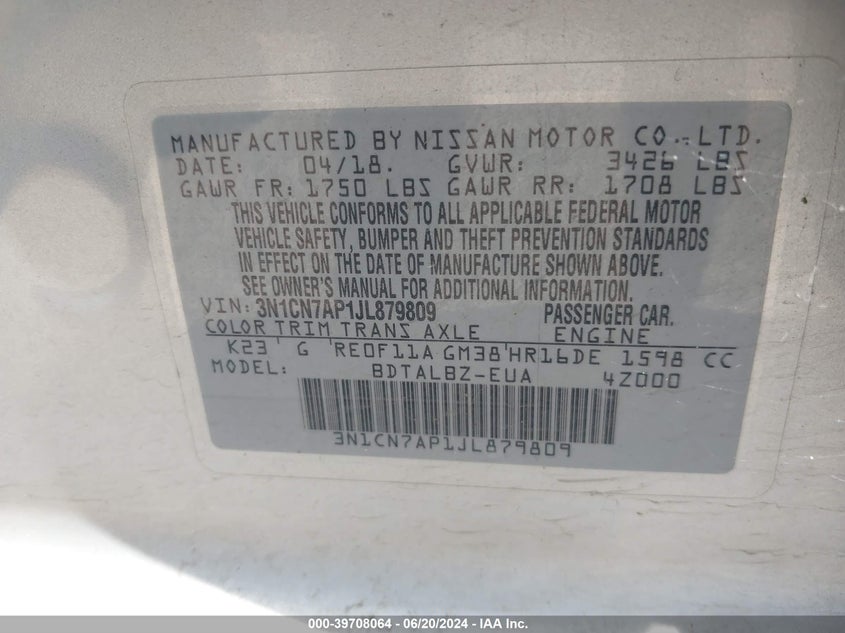 MANUFACTURED BY NISSAN MOTOR CO., LTD.
DATE: 04/18. GVWR: 3426 LBS
GAWR FR: 1750 LBS GAWR RR: 1708 LBS
THIS VEHICLE CONFORMS TO ALL APPLICABLE FEDERAL MOTOR
VEHICLE SAFETY, BUMPER AND THEFT PREVENTION STANDARDS
IN EFFECT ON THE DATE OF MANUFACTURE SHOWN ABOVE.
SEE OWNER'S MANUAL FOR ADDITIONAL INFORMATION.
VIN: 3N1CN7AP1JL879809 PASSENGER CAR.
COLOR TRIM TRANS AXLE ENGINE
K23 G RE0F11A GM38 HR16DE 1598 CC
MODEL: BDTALBZ-EUA 4Z000
3N1CN7AP1JL879809
000-39708064 - 06/20/2024 - IAAI.com Inc.